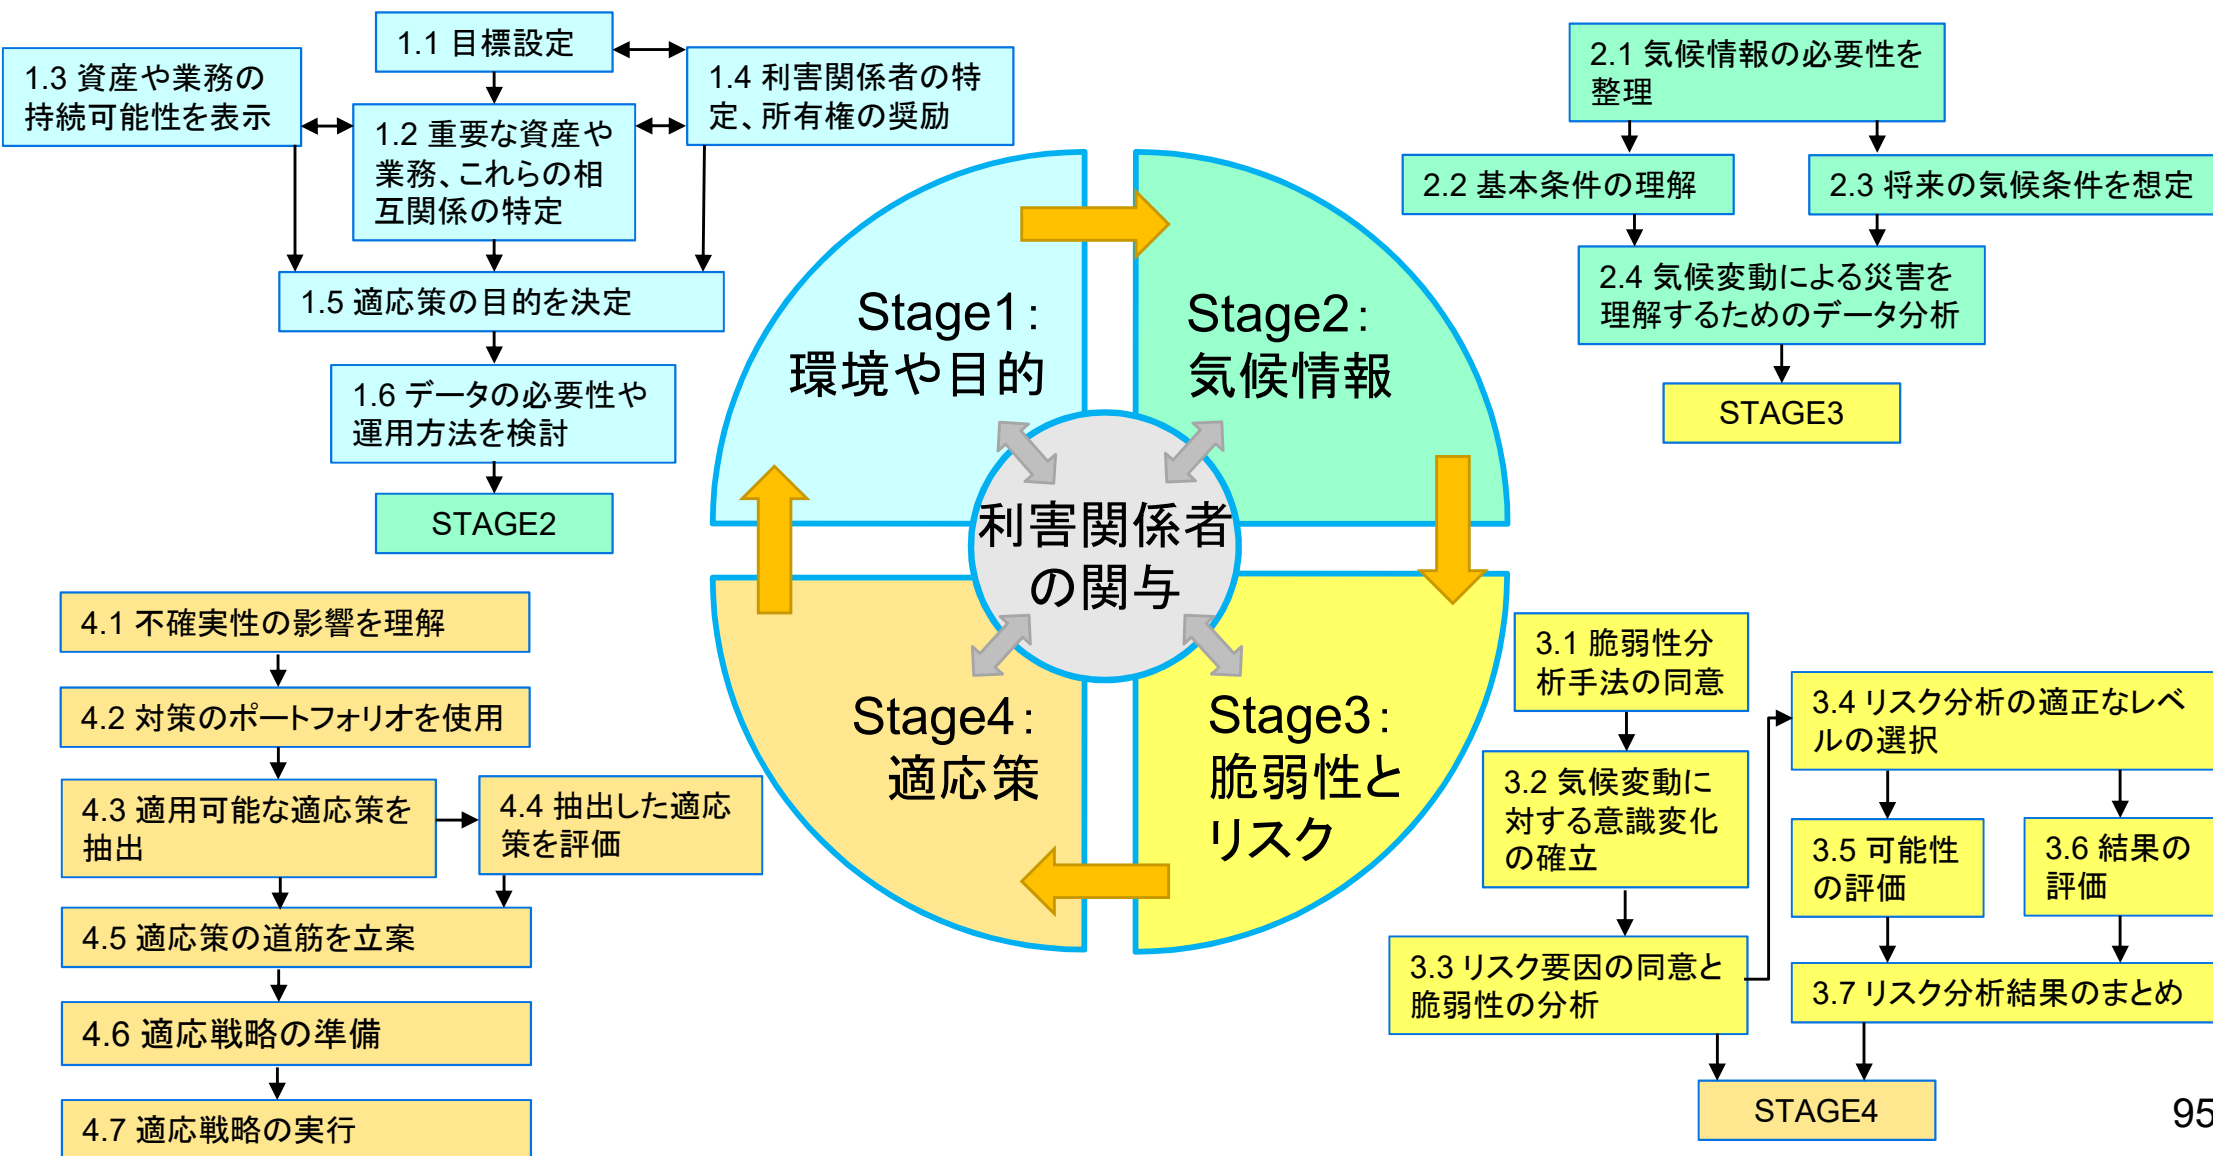 1.1 目標設定
1.3 資産や業務の
持続可能性を表示
1.4 利害関係者の特
定、所有権の奨励
1.2 重要な資産や
業務、これらの相
互関係の特定
1.5 適応策の目的を決定
1.6 データの必要性や
運用方法を検討
STAGE2
2.1 気候情報の必要性を
整理
2.2 基本条件の理解
2.3 将来の気候条件を想定
2.4 気候変動による災害を
理解するためのデータ分析
STAGE3
Stage1：
環境や目的
Stage2：
気候情報
利害関係者
の関与
Stage4：
適応策
Stage3：
脆弱性と
リスク
4.1 不確実性の影響を理解
4.2 対策のポートフォリオを使用
4.3 適用可能な適応策を
抽出
4.4 抽出した適応
策を評価
4.5 適応策の道筋を立案
4.6 適応戦略の準備
4.7 適応戦略の実行
3.1 脆弱性分
析手法の同意
3.2 気候変動に
対する意識変化
の確立
3.3 リスク要因の同意と
脆弱性の分析
3.4 リスク分析の適正なレベ
ルの選択
3.5 可能性
の評価
3.6 結果の
評価
3.7 リスク分析結果のまとめ
STAGE4
95